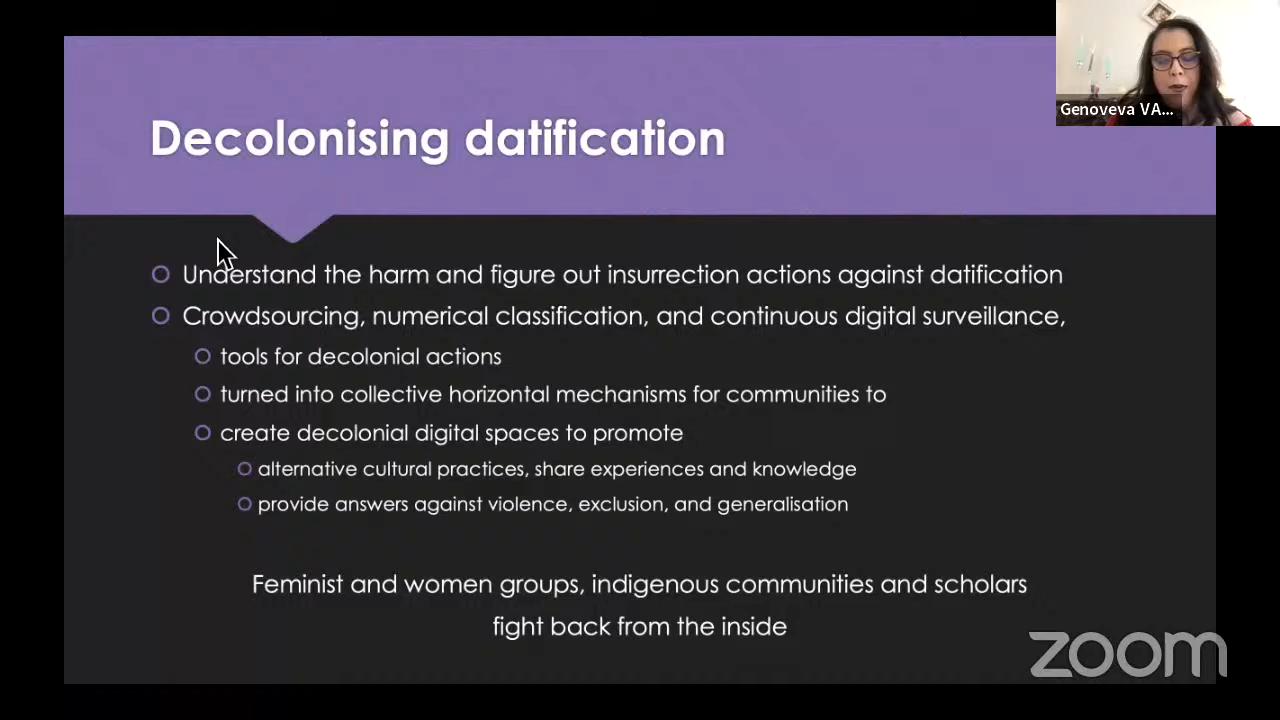 Genoveva VA...
Decolonising datification
Understand the harm and figure out insurrection actions against datification
Crowdsourcing, numerical classification, and continuous digital surveillance,
tools for decolonial actions
turned into collective horizontal mechanisms for communities to
create decolonial digital spaces to promote
alternative cultural practices, share experiences and knowledge
provide answers against violence, exclusion, and generalisation
Feminist and women groups, indigenous communities and scholars
fight back from the inside
zoom